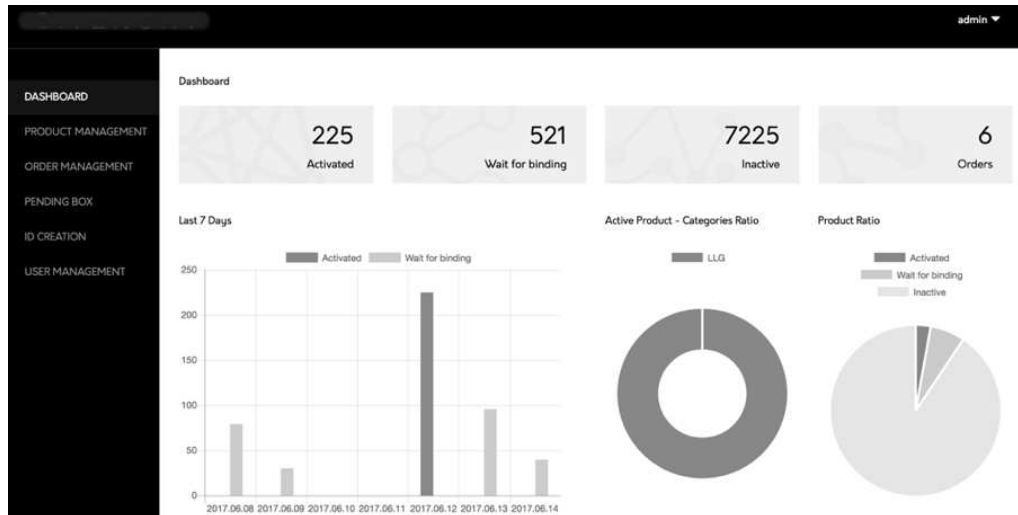 admin
Dashboard
DASHBOARD
PRODUCT MANAGEMENT
ORDER MANAGEMENT
PENDING BOX
ID CREATION
USER MANAGEMENT
225
Activated
521
Wait for binding
7225
Inactive
6
Orders
Last 7 Days
Activated Wait for binding
250
200
150
100
50
0
2017.06.08 2017.06.09 2017.06.10 2017.06.11 2017.06.12 2017.06.13 2017.06.14
Active Product - Categories Ratio
LLG
Product Ratio
Activated
Wait for binding
Inactive